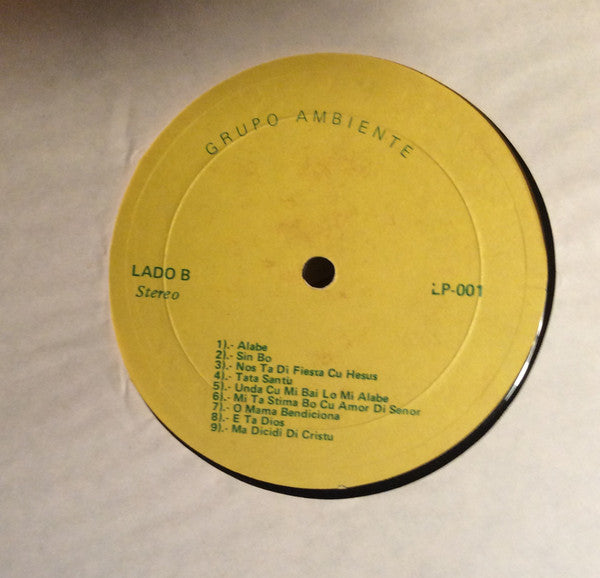 GRUPO AMBIENTE
LADO B
Stereo
LP-001
1).- Alabe
2).- Sin Bo
3).- Nos Ta Di Fiesta Cu Hesus
4).- Tata Santu
5).- Unda Cu Mi Bai Lo Mi Alabe
6).- Mi Ta Stima Bo Cu Amor Di Senor
7).- O Mama Bendiciona
8).- E Ta Dios
9).- Ma Dicidi Di Cristu